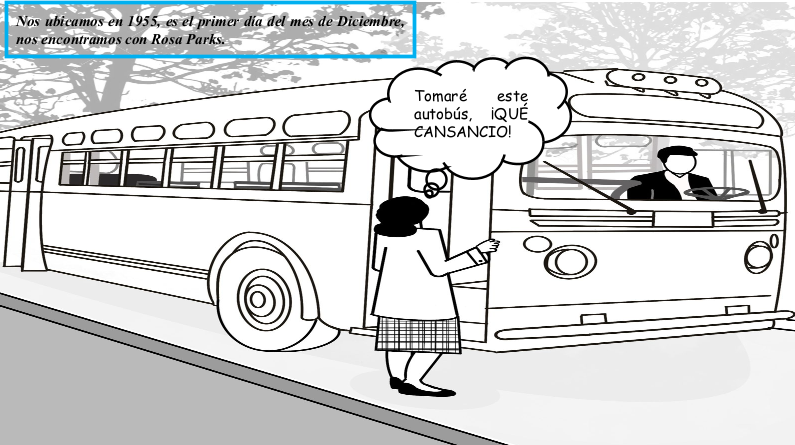 Nos ubicamos en 1955, es el primer día del mes de Diciembre,
nos encontramos con Rosa Parks.
Tomaré este
autobús, ¡QUÉ
CANSANCIO!